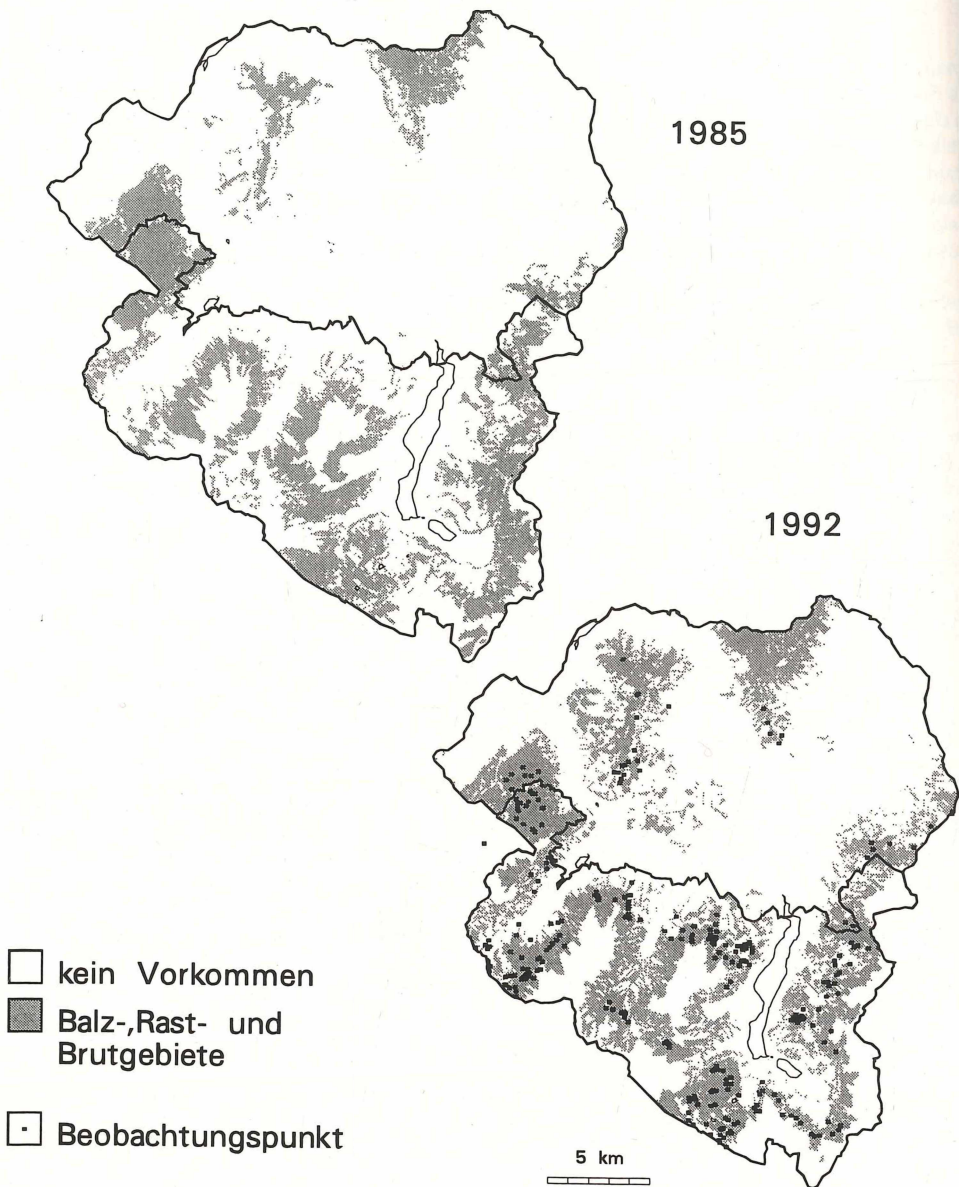 1985
1992
kein Vorkommen
Balz-,Rast- und
Brutgebiete
Beobachtungspunkt
5 km